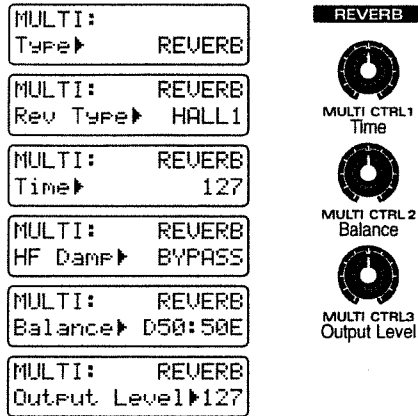 MULTI:
Type▶ REVERB
MULTI: REVERB
Rev Type▶ HALL1
MULTI: REVERB
Time▶ 127
MULTI: REVERB
HF Damp▶ BYPASS
MULTI: REVERB
Balance▶ D50:50E
MULTI: REVERB
Output Level▶127
REVERB
MULTI CTRL1
Time
MULTI CTRL2
Balance
MULTI CTRL3
Output Level